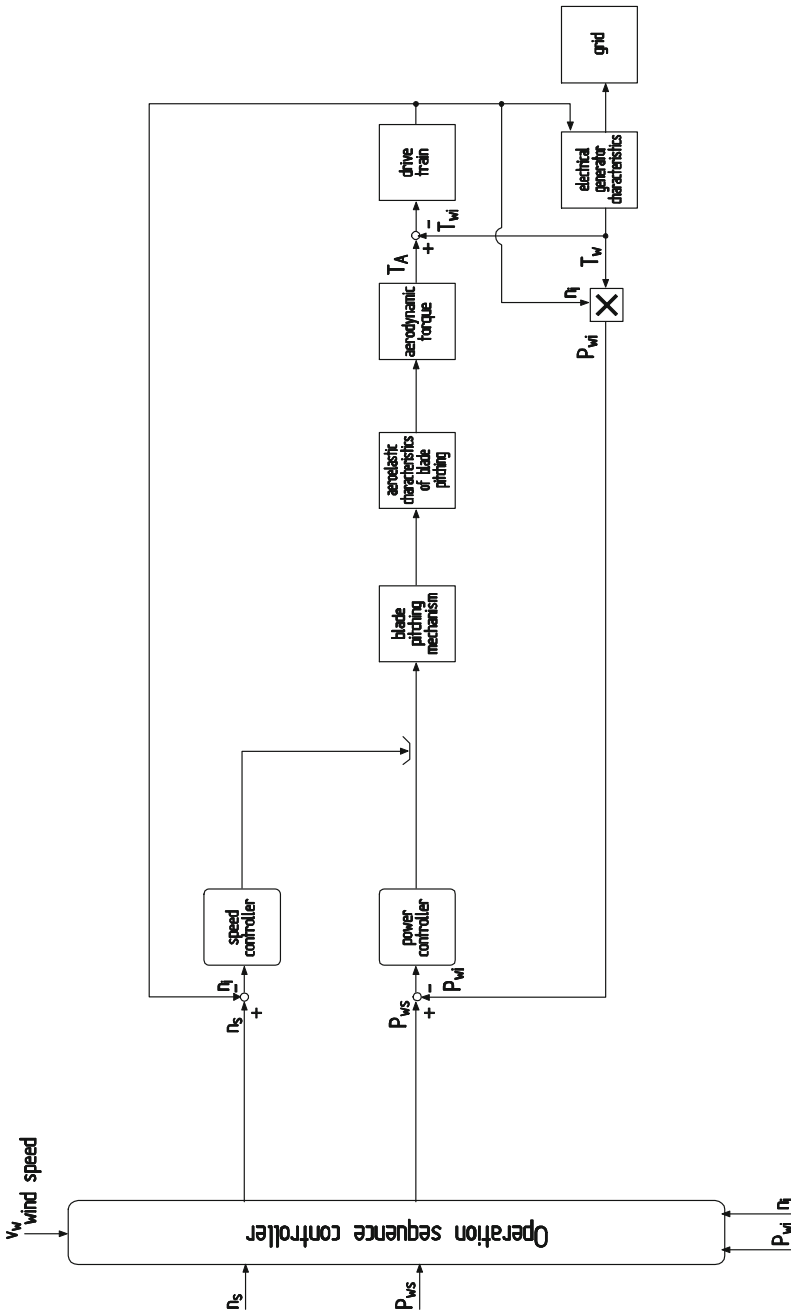 v_w
wind speed
n_s
P_ws
Operation sequence controller
P_wi
n_i
n_s
+
n_i
-
speed
controller
P_ws
+
-
P_wi
power
controller
blade
pitching
mechanism
aeroelastic
characteristics
of blade
pitching
aerodynamic
torque
T_A
+
-
T_wi
drive
train
P_wi
n_i
T_w
electrical
generator
characteristics
grid